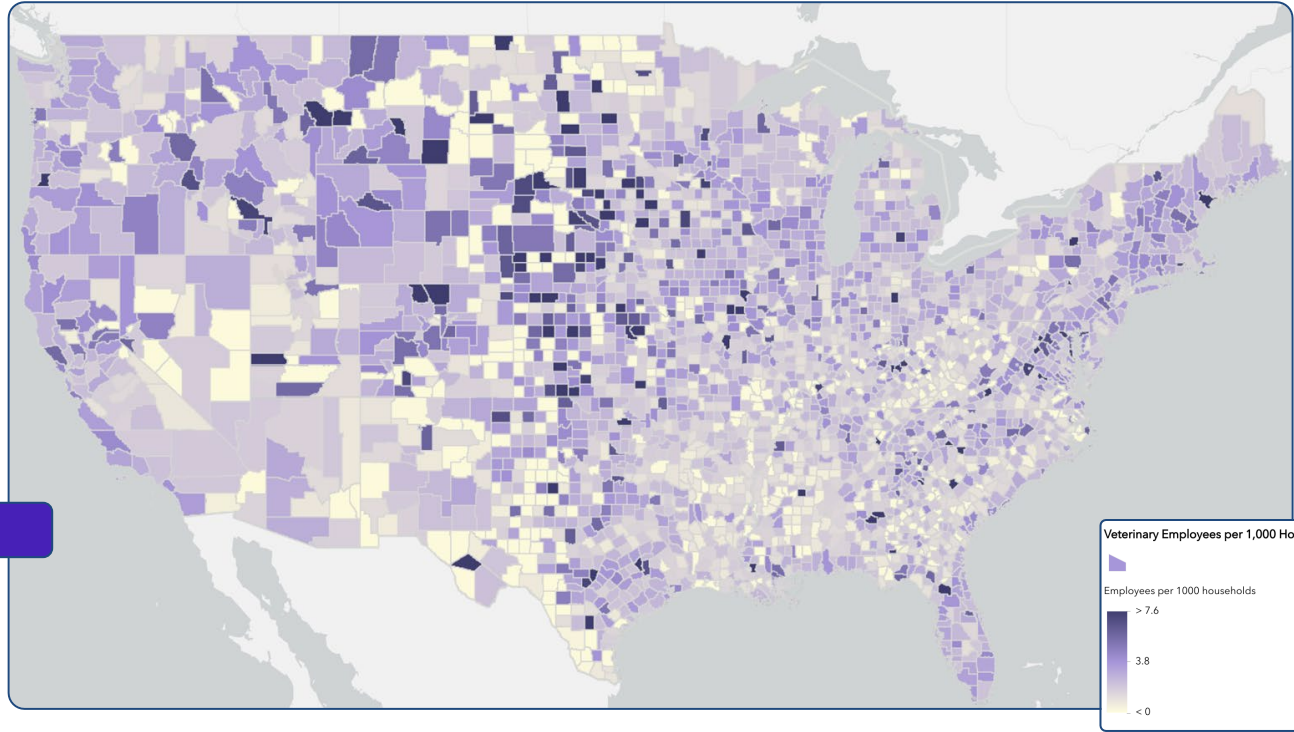 Veterinary Employees per 1,000 Ho
Employees per 1000 households
> 7.6
3.8
< 0